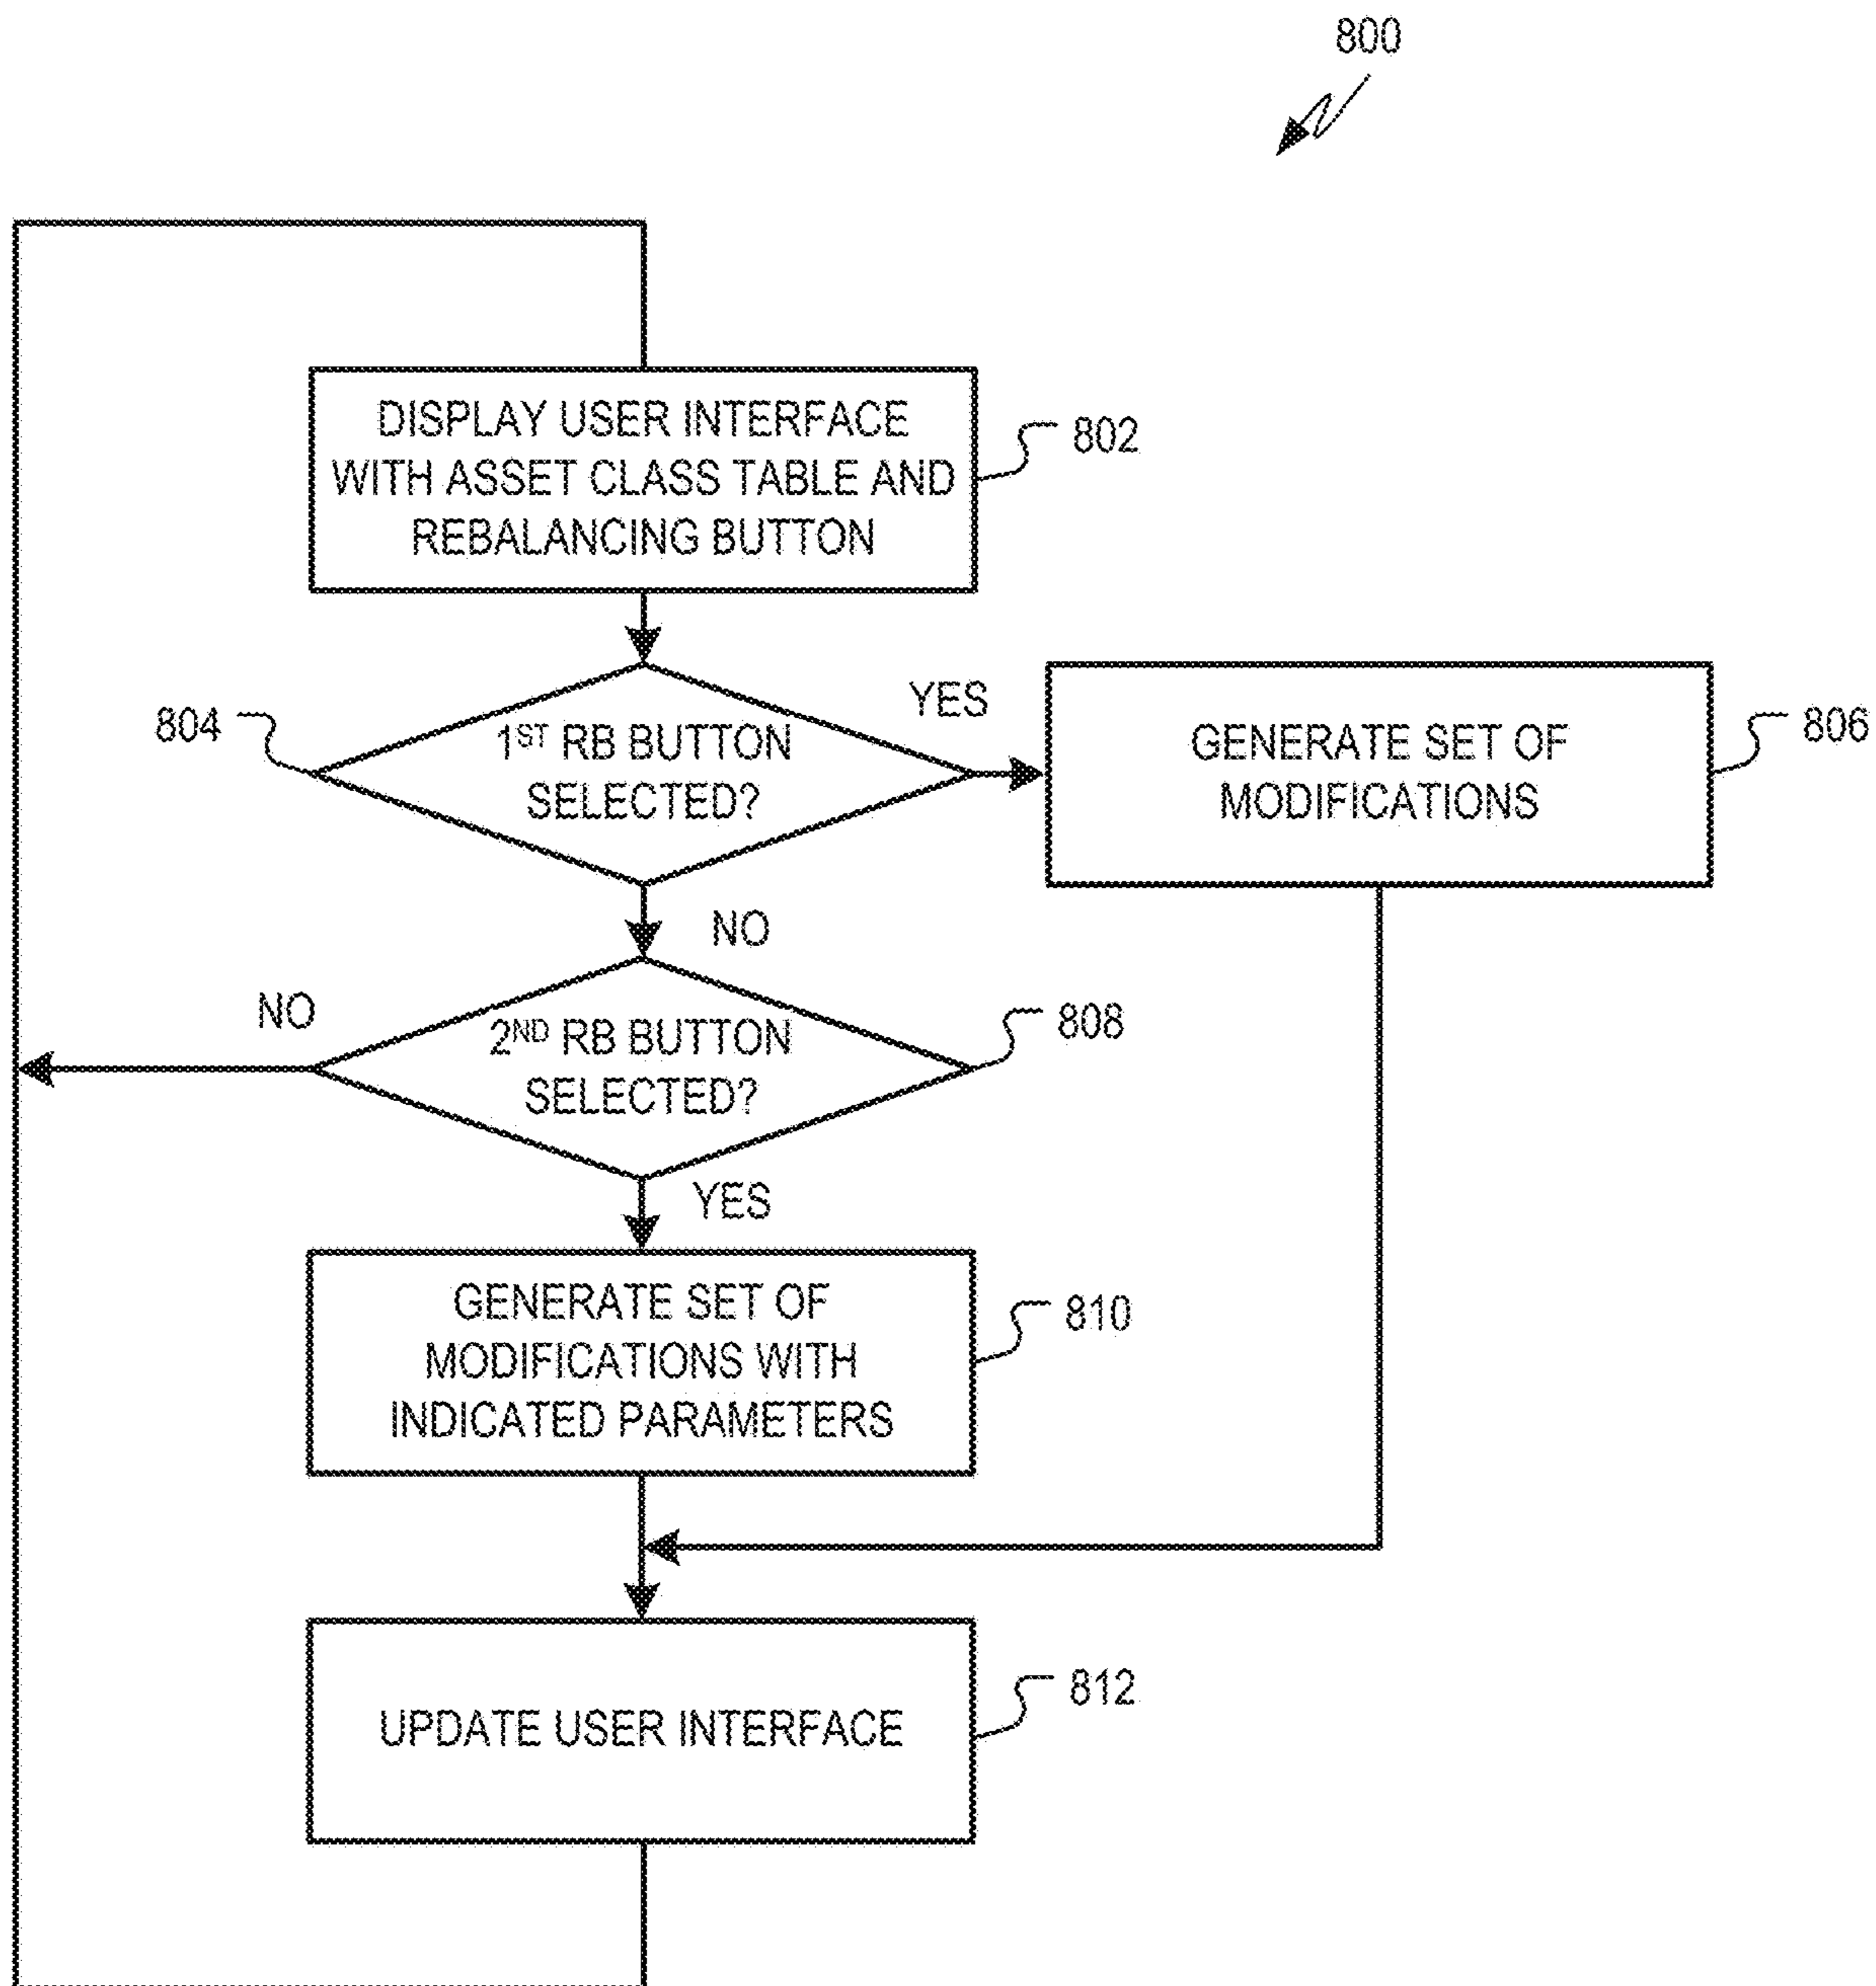 800
DISPLAY USER INTERFACE
WITH ASSET CLASS TABLE AND
REBALANCING BUTTON
802
804
1ST RB BUTTON
SELECTED?
YES
GENERATE SET OF
MODIFICATIONS
806
NO
NO
2ND RB BUTTON
SELECTED?
808
YES
GENERATE SET OF
MODIFICATIONS WITH
INDICATED PARAMETERS
810
UPDATE USER INTERFACE
812